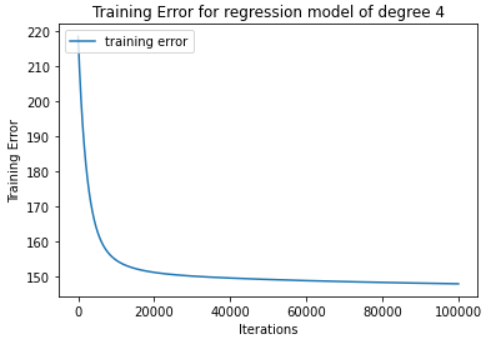 Training Error for regression model of degree 4
training error
220
210
200
190
180
170
160
150
Training Error
0 20000 40000 60000 80000 100000
Iterations